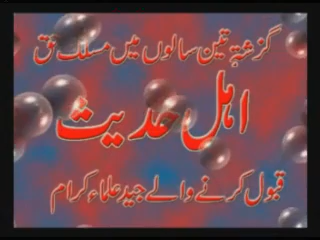 گزشتہ تین سالوں میں مسلک حق
اہل حدیث
قبول کرنے والے جید علماء کرام